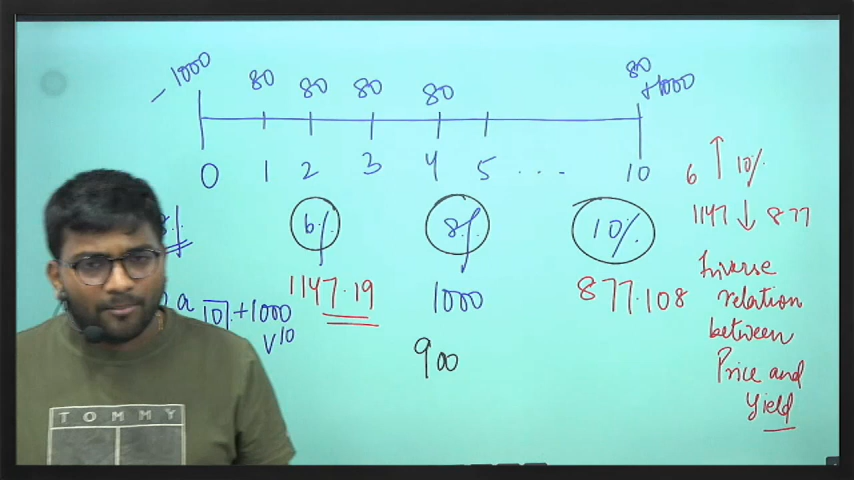 - 1000 80 80 80 80 80
+1000
0 1 2 3 4 5 .... 10
6 ↑ 10%
1147 ↓ 877
6% 8% 10%
1147.19 1000 877.108
a 10% + 1000
v10
900
Inverse
relation
between
Price and
Yield
TOMMY